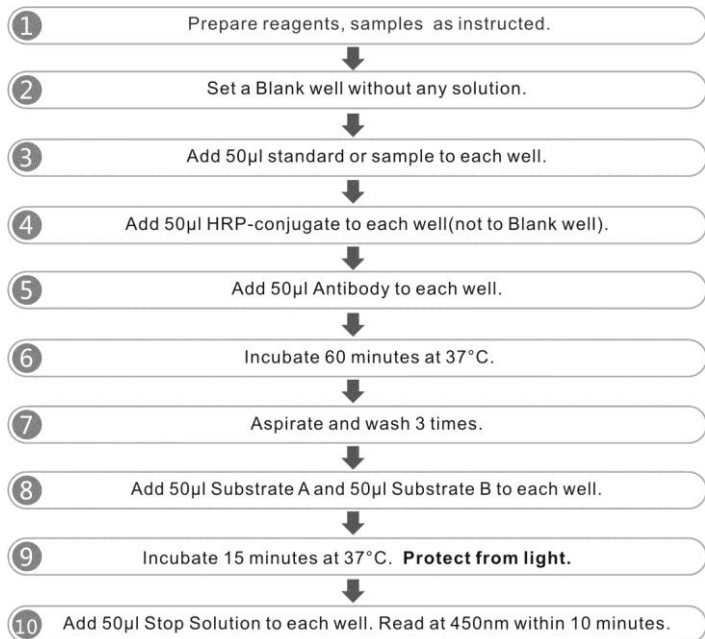 1 Prepare reagents, samples as instructed.
2 Set a Blank well without any solution.
3 Add 50μl standard or sample to each well.
4 Add 50μl HRP-conjugate to each well(not to Blank well).
5 Add 50μl Antibody to each well.
6 Incubate 60 minutes at 37°C.
7 Aspirate and wash 3 times.
8 Add 50μl Substrate A and 50μl Substrate B to each well.
9 Incubate 15 minutes at 37°C. Protect from light.
10 Add 50μl Stop Solution to each well. Read at 450nm within 10 minutes.